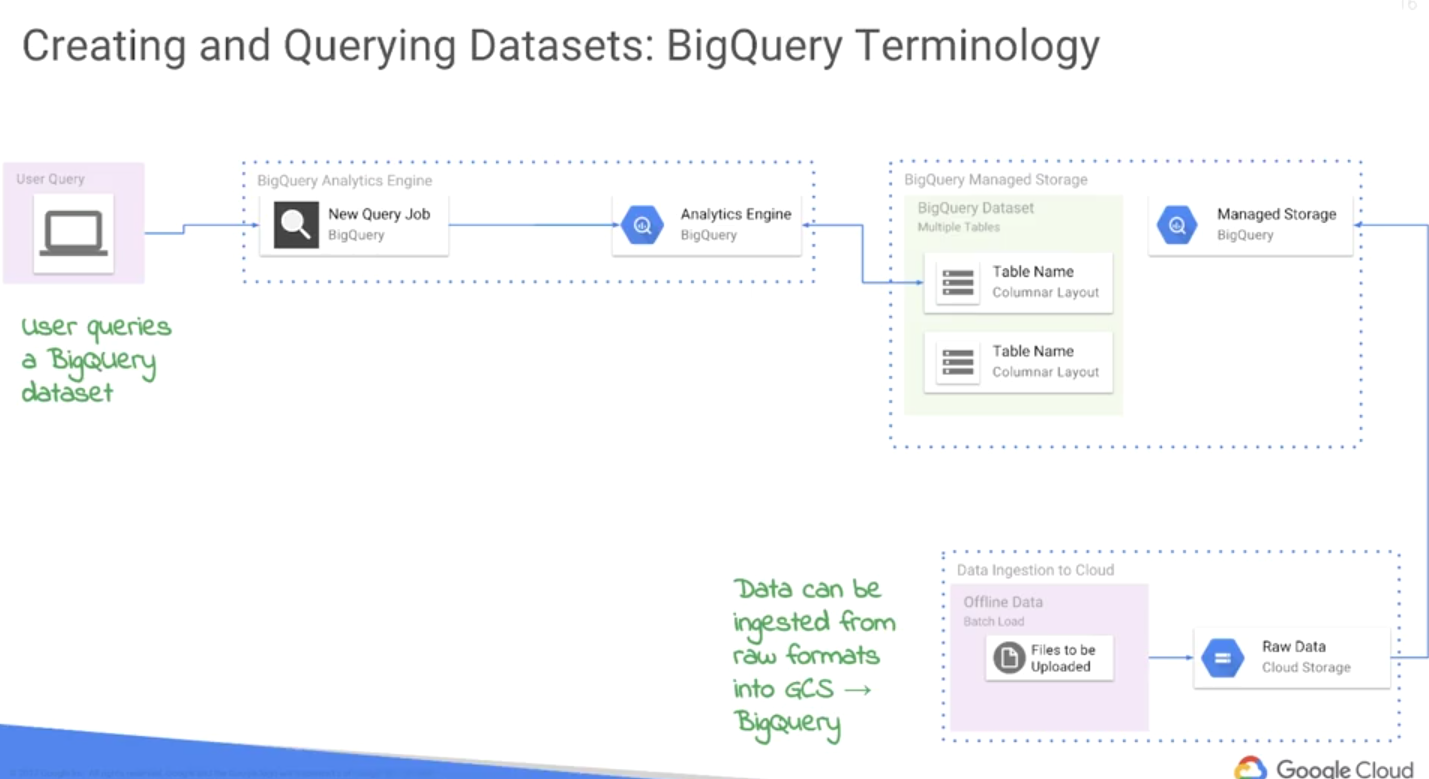 16
Creating and Querying Datasets: BigQuery Terminology
User Query
BigQuery Analytics Engine
New Query Job
BigQuery
Analytics Engine
BigQuery
BigQuery Managed Storage
BigQuery Dataset
Multiple Tables
Table Name
Columnar Layout
Table Name
Columnar Layout
Managed Storage
BigQuery
User queries
a BigQuery
dataset
Data can be
ingested from
raw formats
into GCS →
BigQuery
Data Ingestion to Cloud
Offline Data
Batch Load
Files to be
Uploaded
Raw Data
Cloud Storage
Google Cloud